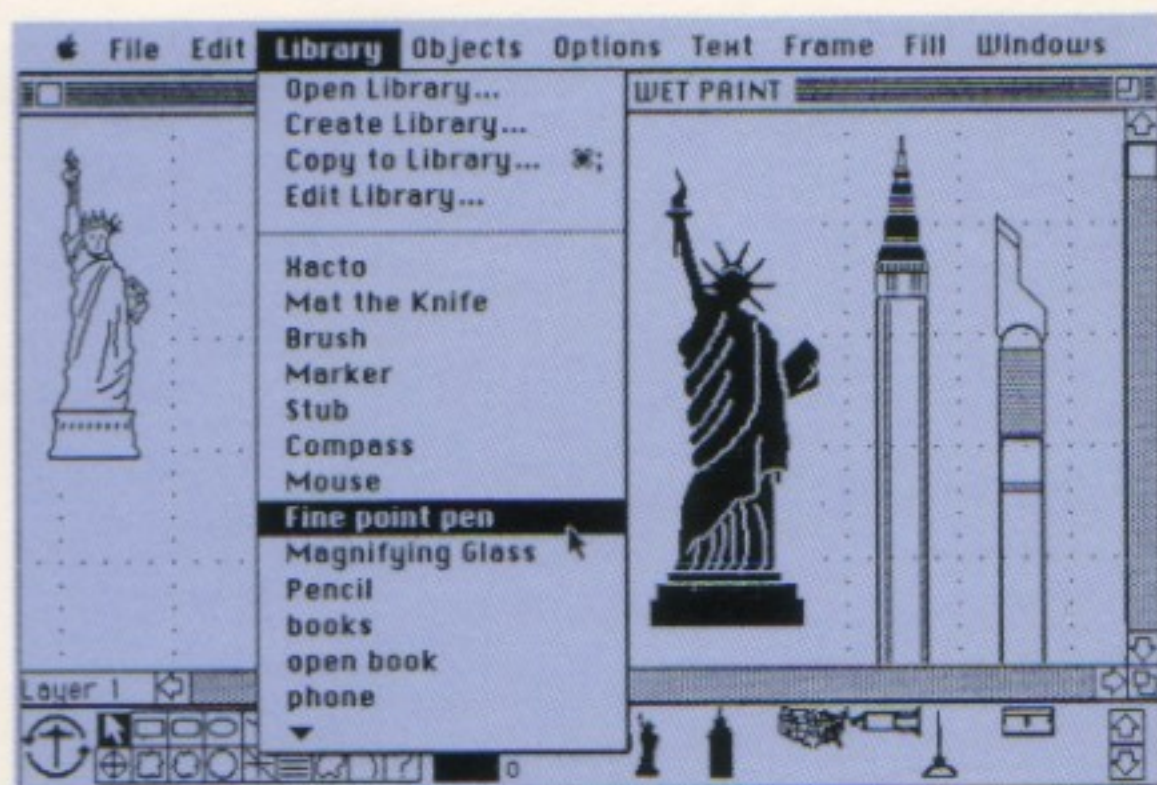 File Edit Library Objects Options Text Frame Fill Windows
WET PAINT
Open Library...
Create Library...
Copy to Library... ⌘;
Edit Library...
Xacto
Mat the Knife
Brush
Marker
Stub
Compass
Mouse
Fine point pen
Magnifying Glass
Pencil
books
open book
phone
Layer 1
?
0